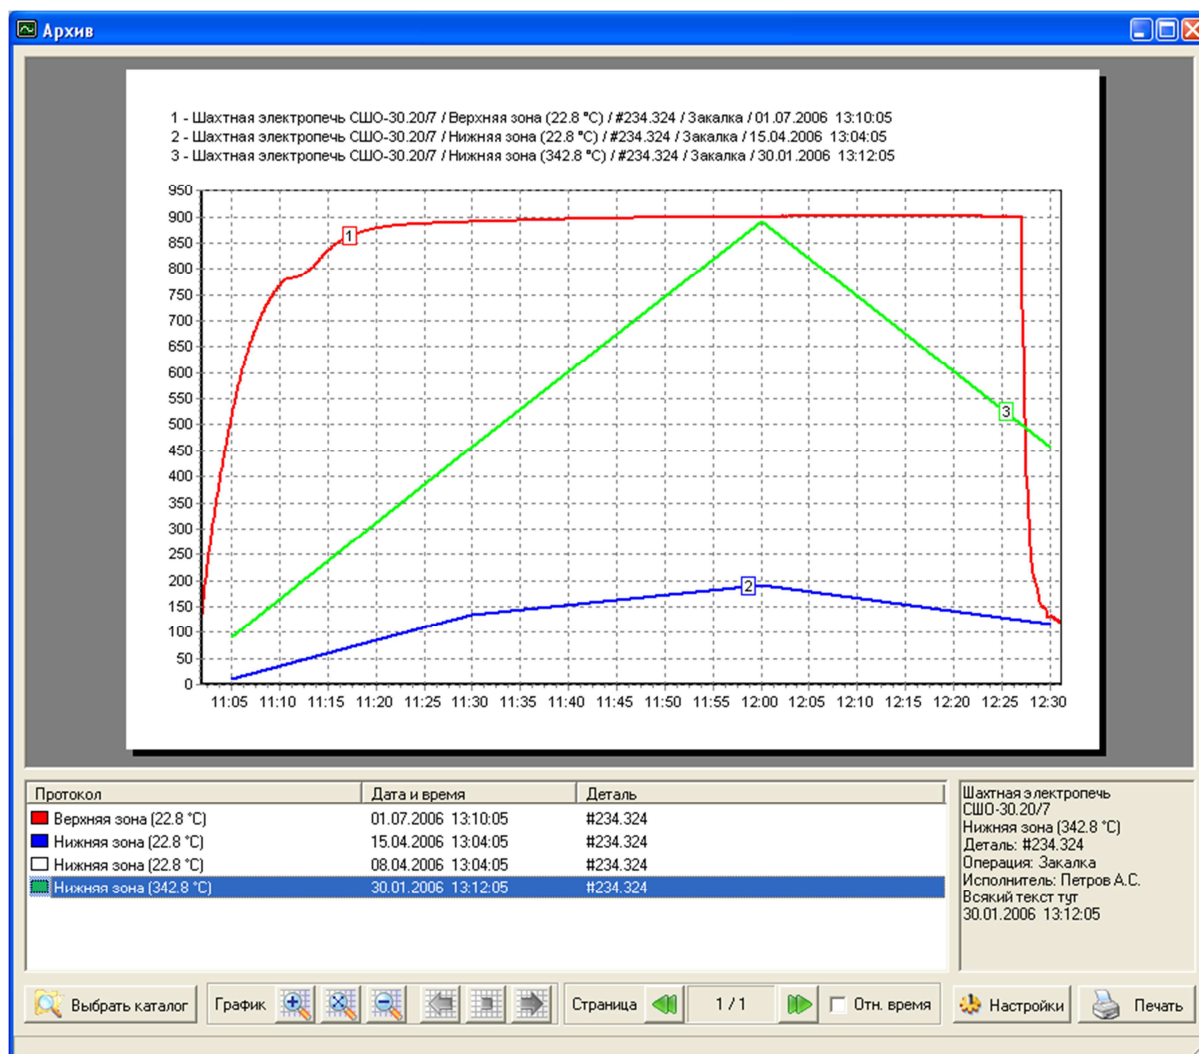 Архив
1 - Шахтная электропечь СШО-30.20/7 / Верхняя зона (22.8 °C) / #234.324 / Закалка / 01.07.2006 13:10:05
2 - Шахтная электропечь СШО-30.20/7 / Нижняя зона (22.8 °C) / #234.324 / Закалка / 15.04.2006 13:04:05
3 - Шахтная электропечь СШО-30.20/7 / Нижняя зона (342.8 °C) / #234.324 / Закалка / 30.01.2006 13:12:05
950
900
850
800
750
700
650
600
550
500
450
400
350
300
250
200
150
100
50
0
1
3
2
11:05 11:10 11:15 11:20 11:25 11:30 11:35 11:40 11:45 11:50 11:55 12:00 12:05 12:10 12:15 12:20 12:25 12:30
Протокол Дата и время Деталь
Верхняя зона (22.8 °C) 01.07.2006 13:10:05 #234.324
Нижняя зона (22.8 °C) 15.04.2006 13:04:05 #234.324
Нижняя зона (22.8 °C) 08.04.2006 13:04:05 #234.324
Нижняя зона (342.8 °C) 30.01.2006 13:12:05 #234.324
Шахтная электропечь
СШО-30.20/7
Нижняя зона (342.8 °C)
Деталь: #234.324
Операция: Закалка
Исполнитель: Петров А.С.
Всякий текст тут
30.01.2006 13:12:05
Выбрать каталог График Страница 1 / 1 Отн. время Настройки Печать